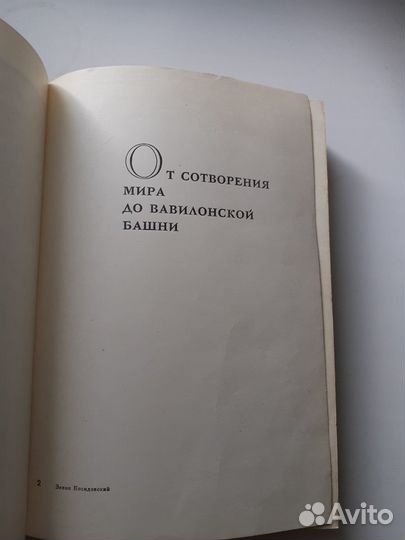 От сотворения
мира
до вавилонской
башни
2 Зенон Косидовский
Avito